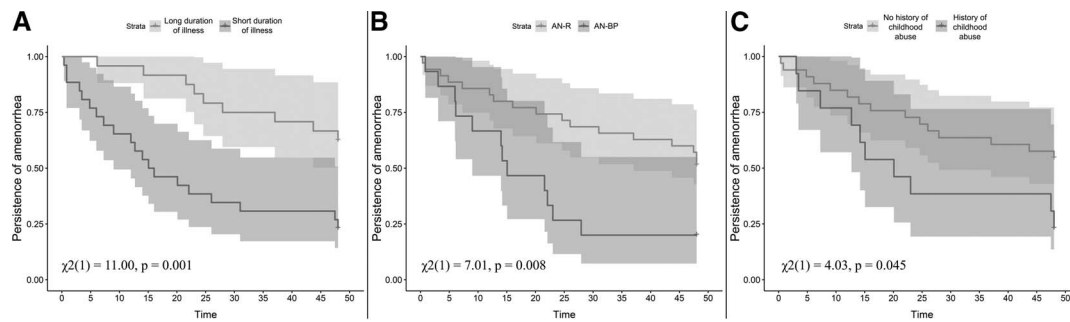 A
Strata Long duration of illness Short duration of illness
Persistence of amenorrhea
1.00
0.75
0.50
0.25
0.00
χ2(1) = 11.00, p = 0.001
0 5 10 15 20 25 30 35 40 45 50
Time
B
Strata AN-R AN-BP
Persistence of amenorrhea
1.00
0.75
0.50
0.25
0.00
χ2(1) = 7.01, p = 0.008
0 5 10 15 20 25 30 35 40 45 50
Time
C
Strata No history of childhood abuse History of childhood abuse
Persistence of amenorrhea
1.00
0.75
0.50
0.25
0.00
χ2(1) = 4.03, p = 0.045
0 5 10 15 20 25 30 35 40 45 50
Time